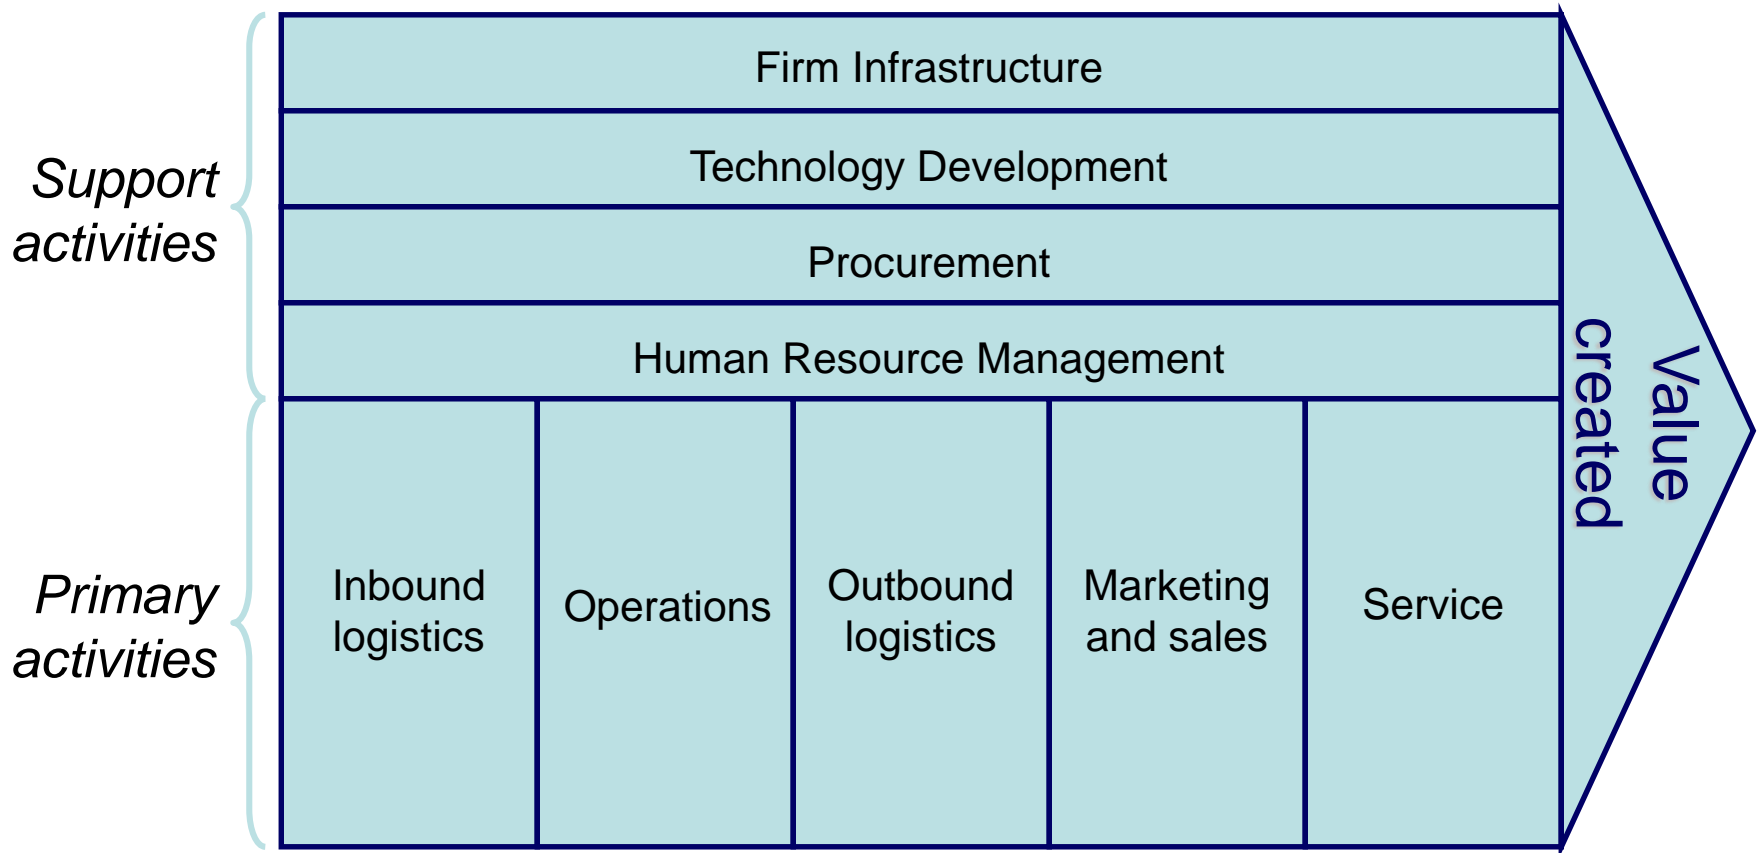 Firm Infrastructure
Technology Development
Procurement
Human Resource Management
Support
activities
Primary
activities
Inbound
logistics
Operations
Outbound
logistics
Marketing
and sales
Service
Value
created